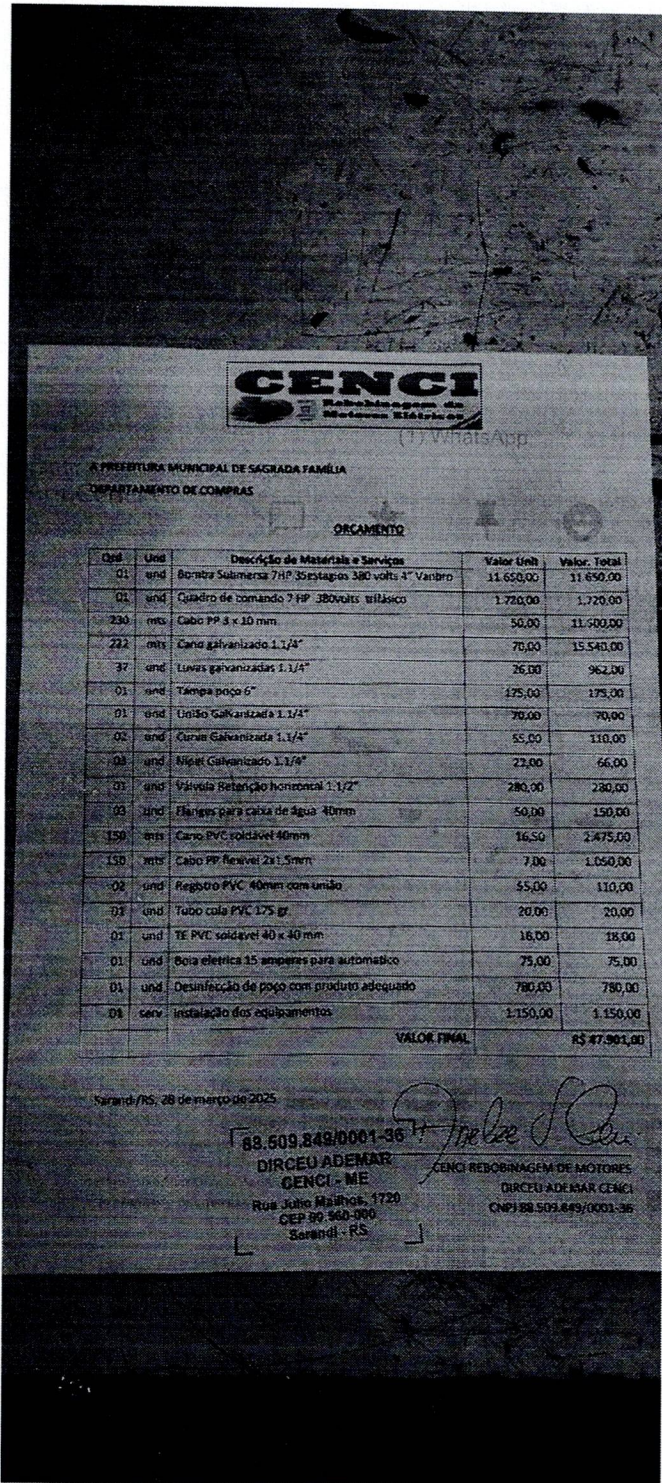 CENCI
Rebobinagem de
Motores Elétricos
(1) WhatsApp
A PREFEITURA MUNICIPAL DE SAGRADA FAMÍLIA
DEPARTAMENTO DE COMPRAS
ORCAMENTO
Qtd Und Descrição de Materiais e Serviços Valor Unit Valor. Total
01 und Bomba Submersa 7HP 35estagios 380 volts 4" Vanbro 11.650,00 11.650,00
01 und Quadro de comando 7 HP 380volts trifásico 1.720,00 1.720,00
230 mts Cabo PP 3 x 10 mm 50,00 11.500,00
222 mts Cano galvanizado 1.1/4" 70,00 15.540,00
37 und Luvas galvanizadas 1.1/4" 26,00 962,00
01 und Tampa poço 6" 175,00 175,00
01 und União Galvanizada 1.1/4" 70,00 70,00
02 und Curva Galvanizada 1.1/4" 55,00 110,00
03 und Nipel Galvanizado 1.1/4" 22,00 66,00
01 und Válvula Retenção horizontal 1.1/2" 280,00 280,00
03 und Flanges para caixa de água 40mm 50,00 150,00
150 mts Cano PVC soldável 40mm 16,50 2.475,00
150 mts Cabo PP flexivel 2x1,5mm 7,00 1.050,00
02 und Registro PVC 40mm com união 55,00 110,00
01 und Tubo cola PVC 175 gr 20,00 20,00
01 und TE PVC soldavel 40 x 40 mm 18,00 18,00
01 und Boia eletrica 15 amperes para automatico 75,00 75,00
01 und Desinfecção de poço com produto adequado 780,00 780,00
01 serv Instalação dos equipamentos 1.150,00 1.150,00
VALOR FINAL R$ 47.901,00
Sarandi/RS, 28 de março de 2025
88.509.849/0001-36
DIRCEU ADEMAR
CENCI - ME
Rua Julio Mailhos, 1720
CEP 99.560-000
Sarandi - RS
CENCI REBOBINAGEM DE MOTORES
DIRCEU ADEMAR CENCI
CNPJ 88.509.849/0001-36